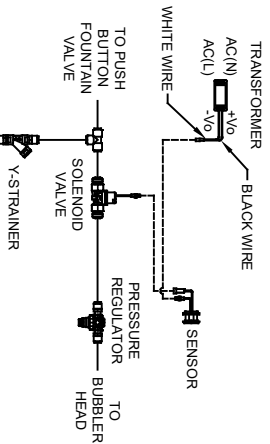 TRANSFORMER
AC(N)
AC(L)
+Vo
-Vo
WHITE WIRE
BLACK WIRE
SENSOR
TO PUSH
BUTTON
FOUNTAIN
VALVE
SOLENOID
VALVE
Y-STRAINER
PRESSURE
REGULATOR
TO
BUBBLER
HEAD